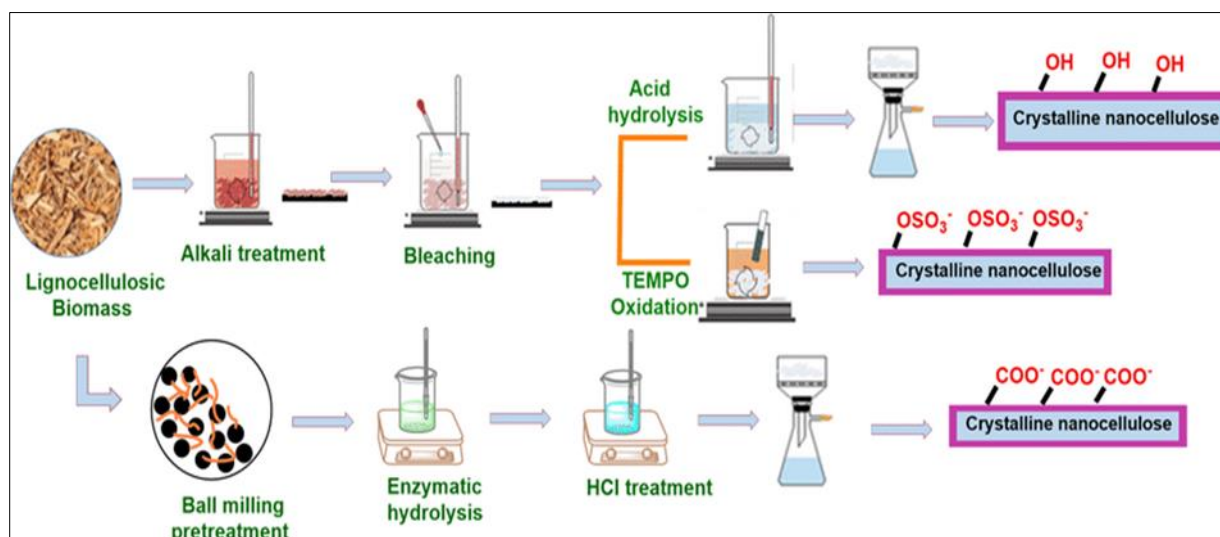 Lignocellulosic
Biomass
Alkali treatment
Bleaching
Acid
hydrolysis
OH OH OH
Crystalline nanocellulose
TEMPO
Oxidation
OSO₃⁻ OSO₃⁻ OSO₃⁻
Crystalline nanocellulose
Ball milling
pretreatment
Enzymatic
hydrolysis
HCl treatment
COO⁻ COO⁻ COO⁻
Crystalline nanocellulose